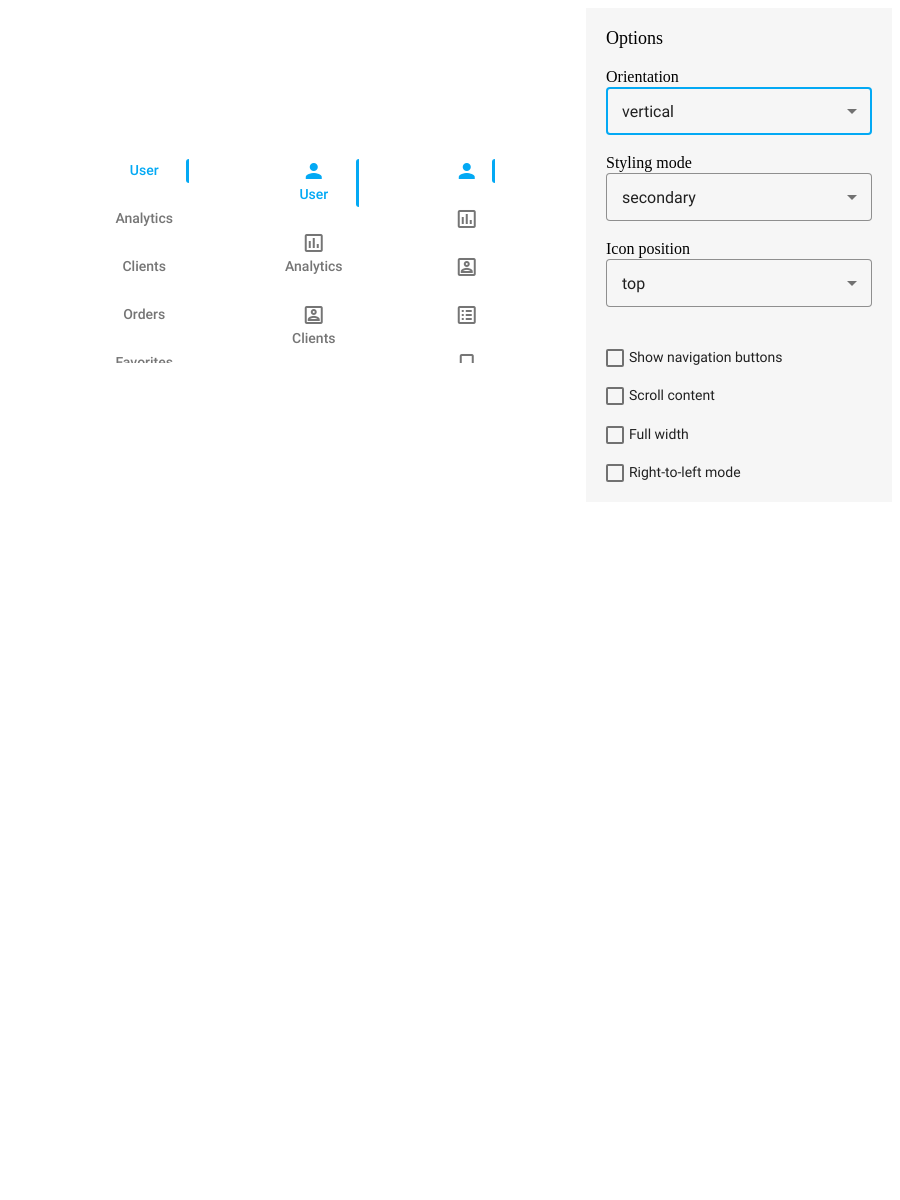 User
Analytics
Clients
Orders
Favorites
User
Analytics
Clients
Options
Orientation
vertical
Styling mode
secondary
Icon position
top
Show navigation buttons
Scroll content
Full width
Right-to-left mode